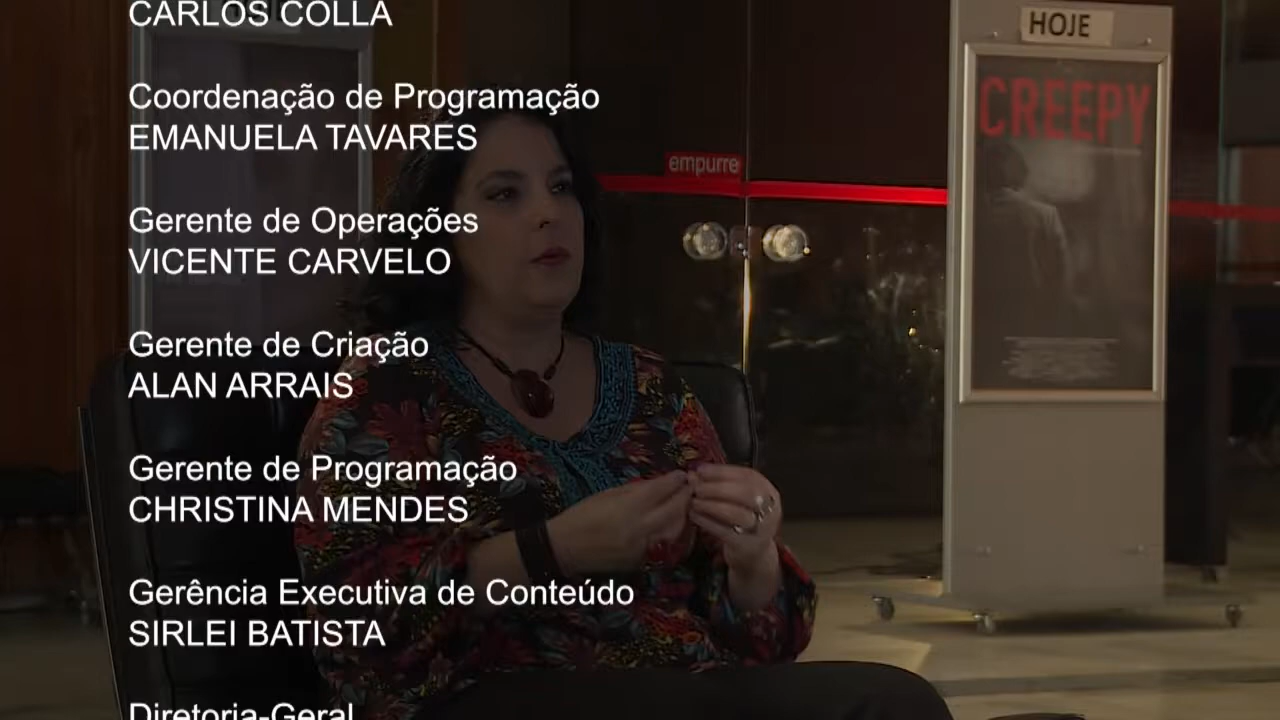 CARLOS COLLA
Coordenação de Programação
EMANUELA TAVARES
Gerente de Operações
VICENTE CARVELO
Gerente de Criação
ALAN ARRAIS
Gerente de Programação
CHRISTINA MENDES
Gerência Executiva de Conteúdo
SIRLEI BATISTA
Diretoria-Geral
empurre
HOJE
CREEPY